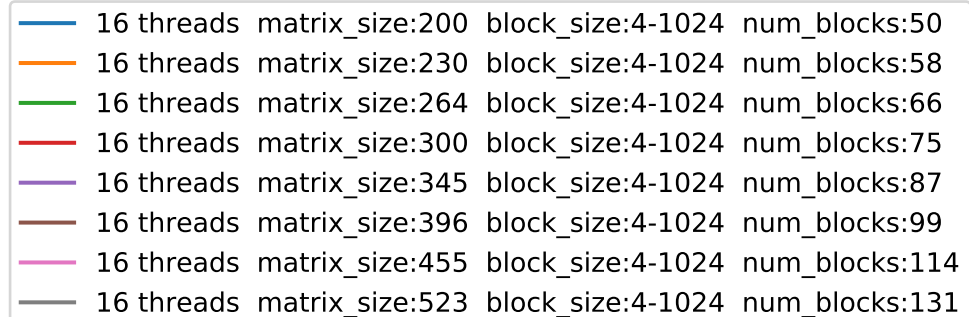 16 threads  matrix_size:200  block_size:4-1024  num_blocks:50
16 threads  matrix_size:230  block_size:4-1024  num_blocks:58
16 threads  matrix_size:264  block_size:4-1024  num_blocks:66
16 threads  matrix_size:300  block_size:4-1024  num_blocks:75
16 threads  matrix_size:345  block_size:4-1024  num_blocks:87
16 threads  matrix_size:396  block_size:4-1024  num_blocks:99
16 threads  matrix_size:455  block_size:4-1024  num_blocks:114
16 threads  matrix_size:523  block_size:4-1024  num_blocks:131